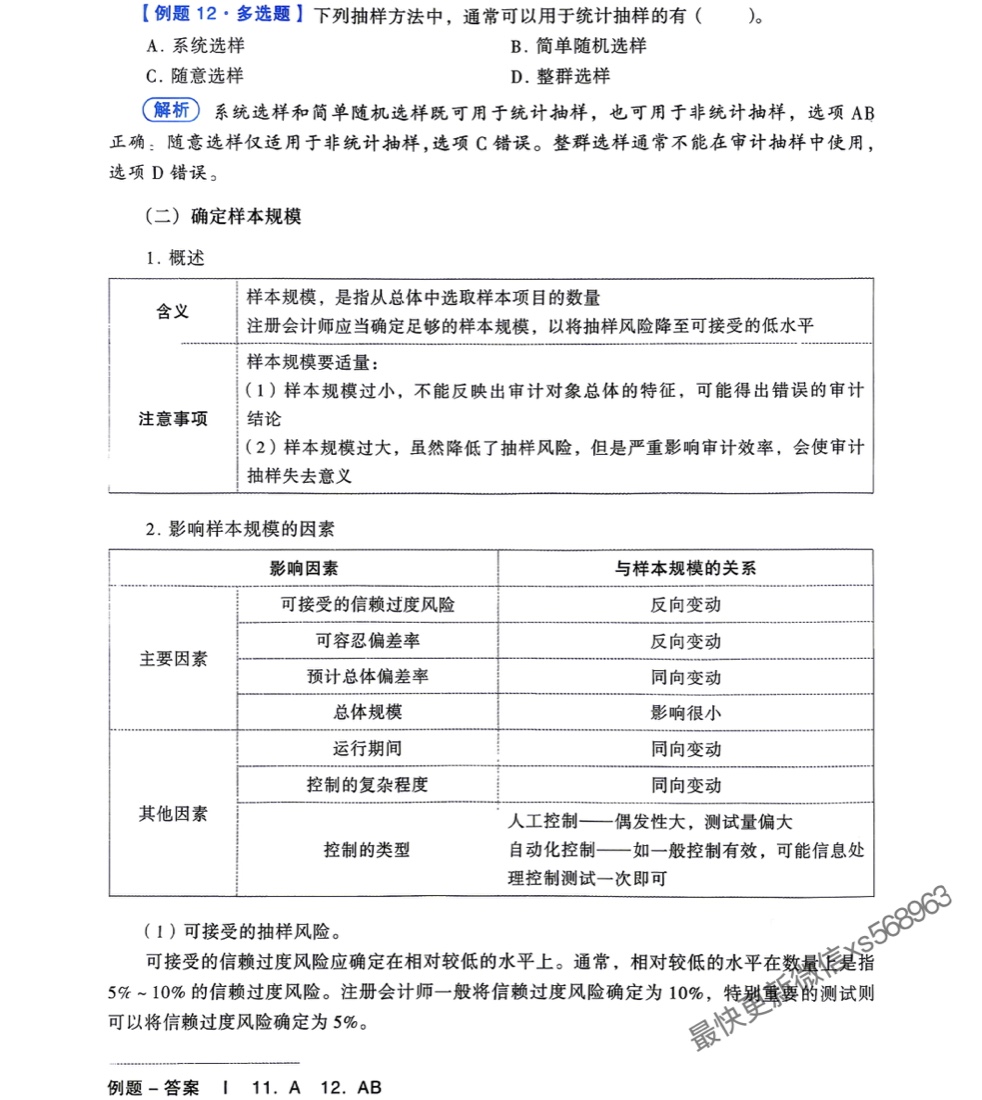 【例题 12·多选题】下列抽样方法中，通常可以用于统计抽样的有（  ）。
A. 系统选样 B. 简单随机选样
C. 随意选样 D. 整群选样
解析 系统选样和简单随机选样既可用于统计抽样，也可用于非统计抽样，选项 AB
正确；随意选样仅适用于非统计抽样，选项 C 错误。整群选样通常不能在审计抽样中使用，
选项 D 错误。
（二）确定样本规模
1. 概述
含义
样本规模，是指从总体中选取样本项目的数量
注册会计师应当确定足够的样本规模，以将抽样风险降至可接受的低水平
注意事项
样本规模要适量：
（1）样本规模过小，不能反映出审计对象总体的特征，可能得出错误的审计
结论
（2）样本规模过大，虽然降低了抽样风险，但是严重影响审计效率，会使审计
抽样失去意义
2. 影响样本规模的因素
影响因素 与样本规模的关系
主要因素
可接受的信赖过度风险 反向变动
可容忍偏差率 反向变动
预计总体偏差率 同向变动
总体规模 影响很小
其他因素
运行期间 同向变动
控制的复杂程度 同向变动
控制的类型
人工控制——偶发性大，测试量偏大
自动化控制——如一般控制有效，可能信息处
理控制测试一次即可
（1）可接受的抽样风险。
可接受的信赖过度风险应确定在相对较低的水平上。通常，相对较低的水平在数量上是指
5% ~ 10% 的信赖过度风险。注册会计师一般将信赖过度风险确定为 10%，特别重要的测试则
可以将信赖过度风险确定为 5%。
最快更新微信xs568963
例题－答案 | 11. A 12. AB